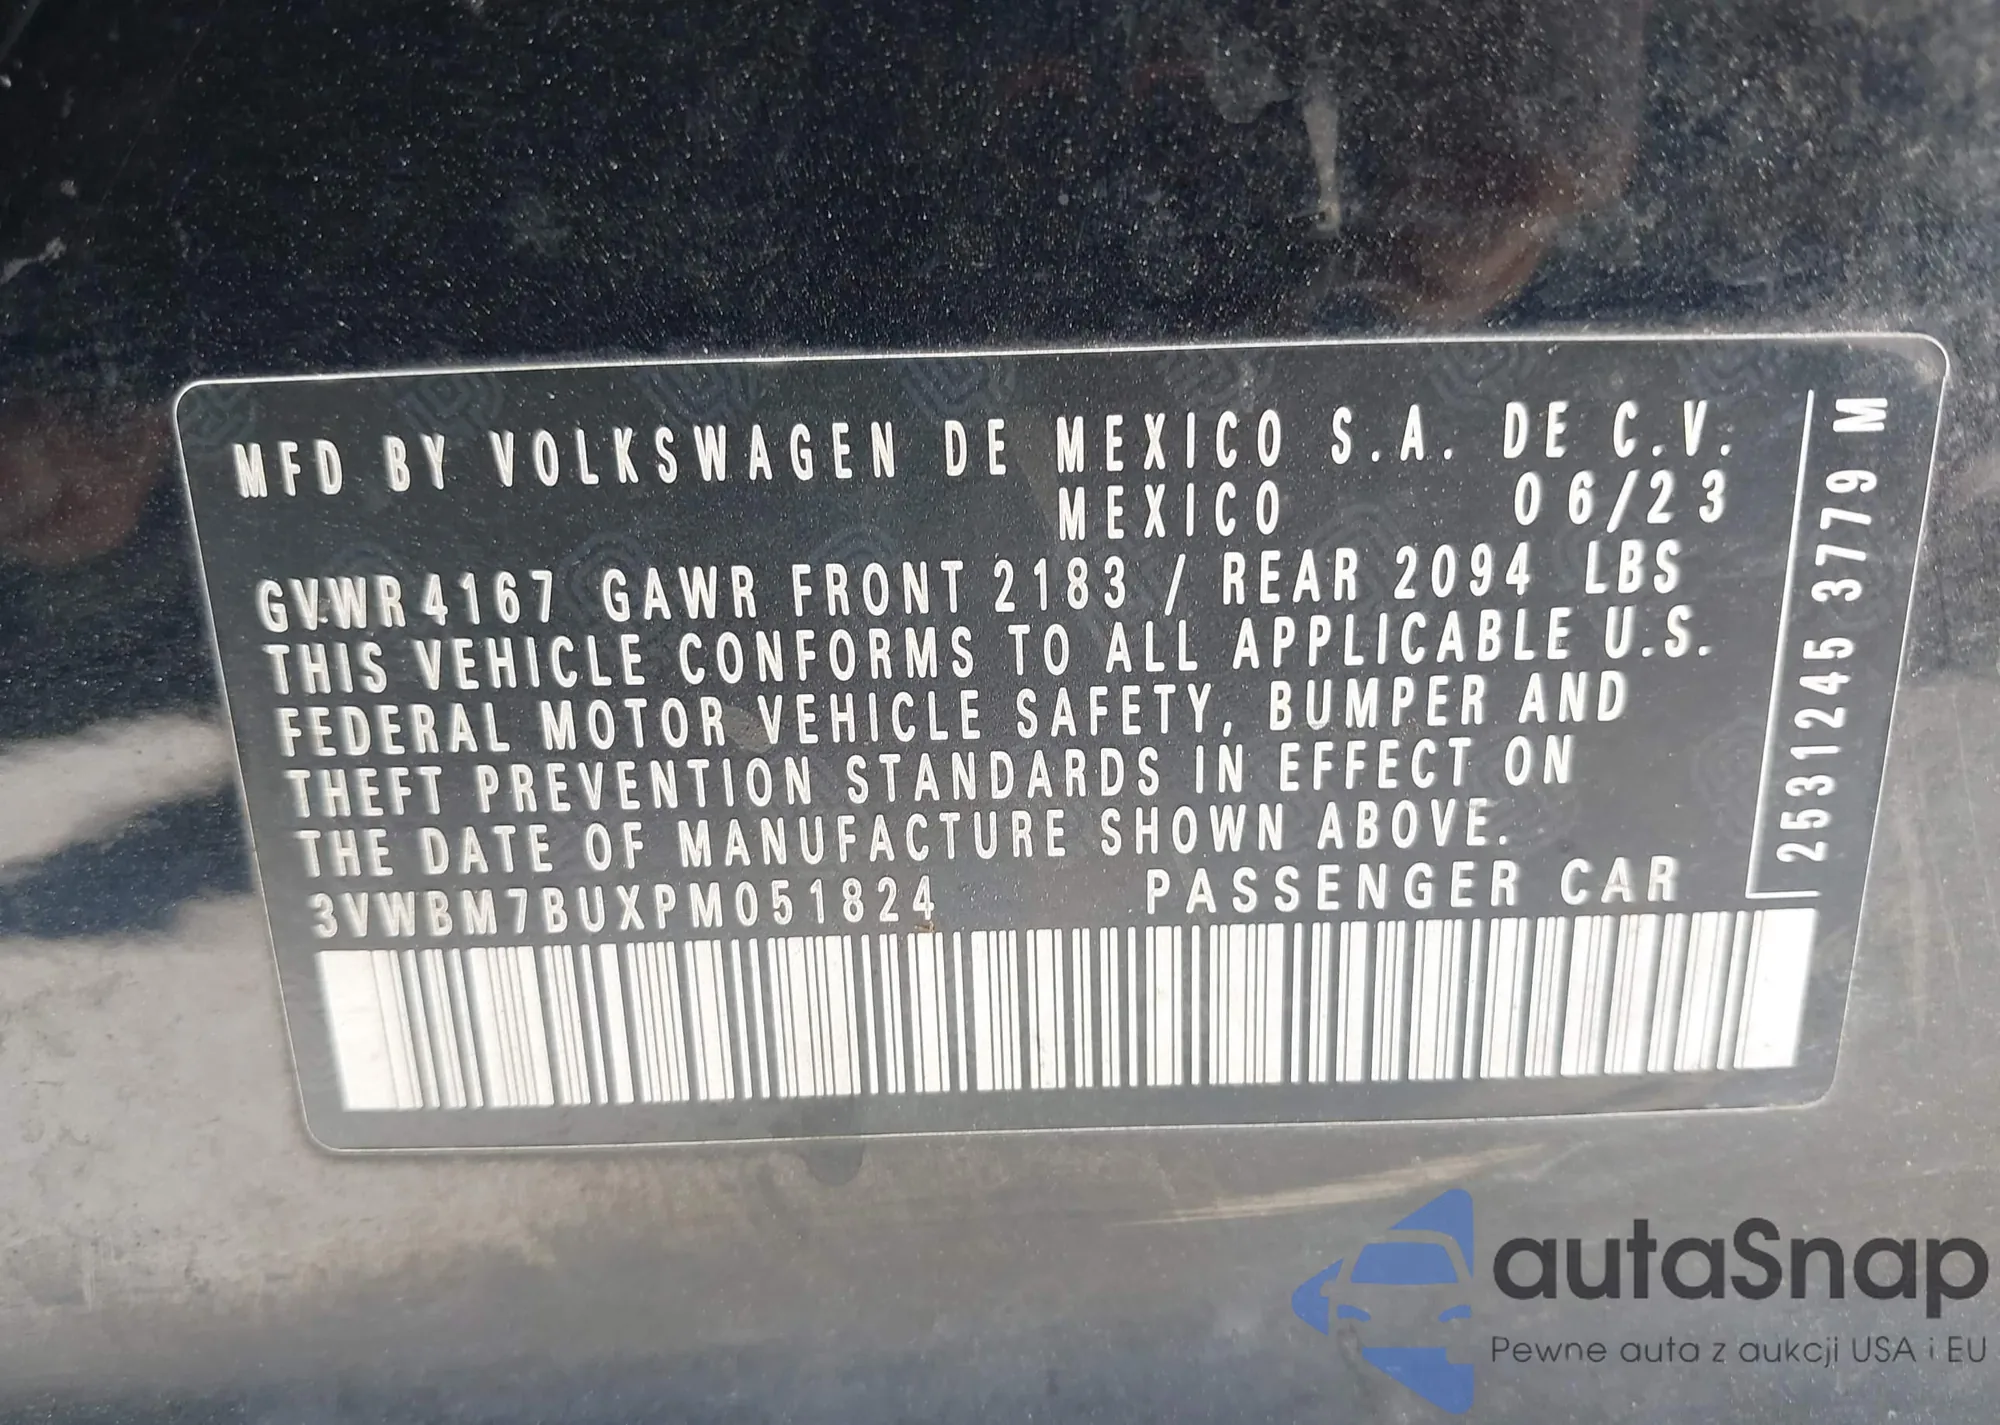 MFD BY VOLKSWAGEN DE MEXICO S.A. DE C.V.
MEXICO 06/23
GVWR 4167 GAWR FRONT 2183 / REAR 2094 LBS
THIS VEHICLE CONFORMS TO ALL APPLICABLE U.S.
FEDERAL MOTOR VEHICLE SAFETY, BUMPER AND
THEFT PREVENTION STANDARDS IN EFFECT ON
THE DATE OF MANUFACTURE SHOWN ABOVE.
3VWBM7BUXPM051824 PASSENGER CAR
2531245 3779 M
autaSnap
Pewne auta z aukcji USA i EU